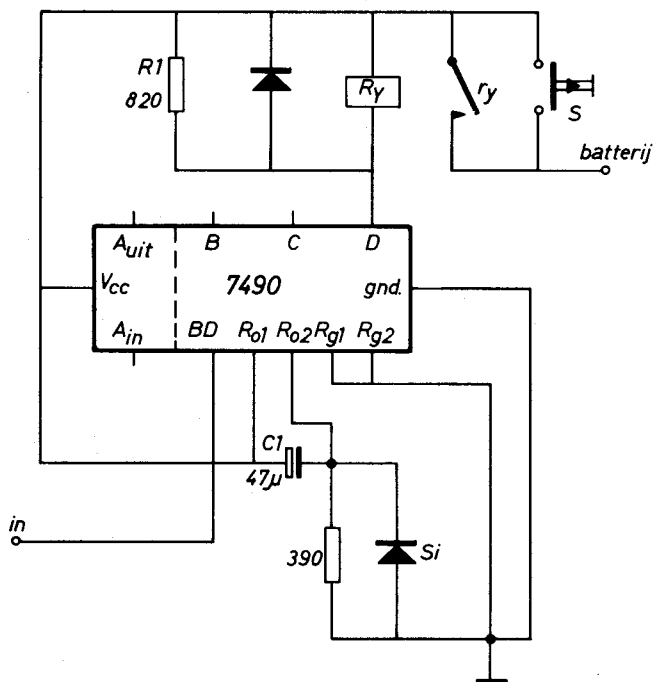 R1
820
RY
ry
S
batterij
Auit
B
C
D
Vcc
7490
gnd.
Ain
BD
Ro1
Ro2
Rg1
Rg2
C1
47µ
in
390
Si